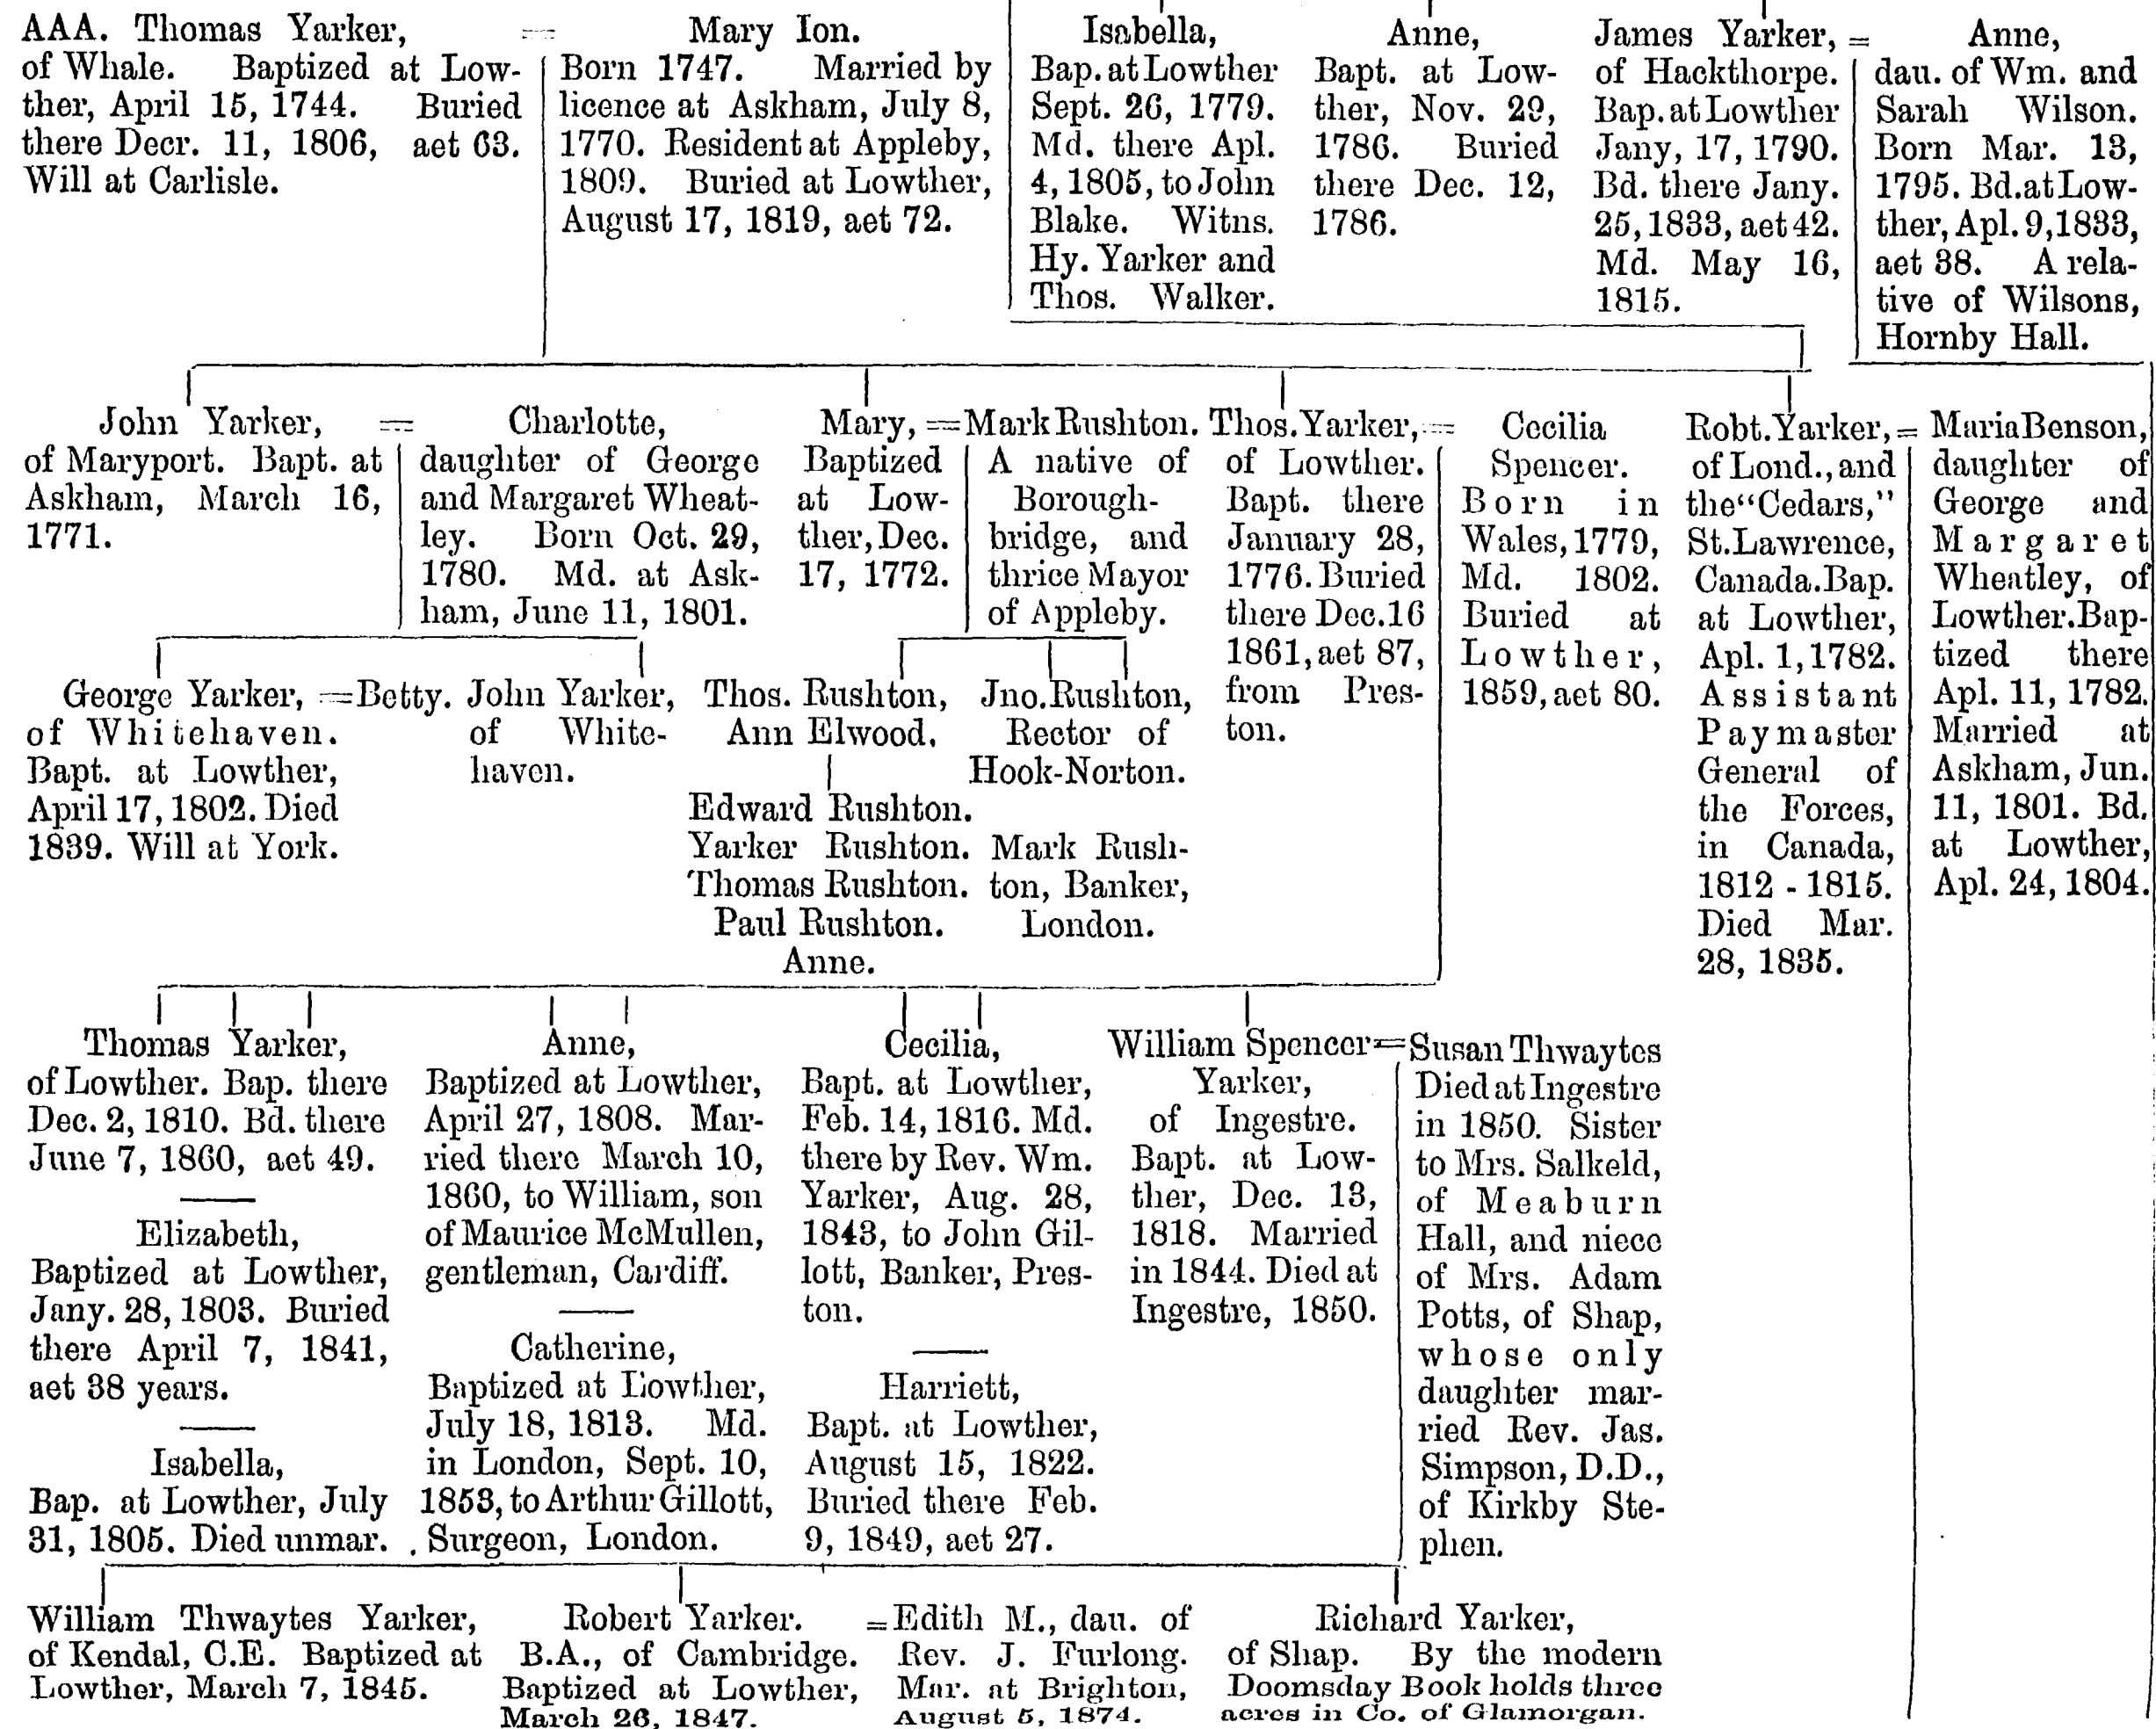 AAA. Thomas Yarker,
of Whale. Baptized at Low-
ther, April 15, 1744. Buried
there Decr. 11, 1806, aet 63.
Will at Carlisle.
=
Mary Ion.
Born 1747. Married by
licence at Askham, July 8,
1770. Resident at Appleby,
1809. Buried at Lowther,
August 17, 1819, aet 72.
Isabella,
Bap. at Lowther
Sept. 26, 1779.
Md. there Apl.
4, 1805, to John
Blake. Witns.
Hy. Yarker and
Thos. Walker.
Anne,
Bapt. at Low-
ther, Nov. 29,
1786. Buried
there Dec. 12,
1786.
James Yarker, =
of Hackthorpe.
Bap. at Lowther
Jany, 17, 1790.
Bd. there Jany.
25, 1833, aet 42.
Md. May 16,
1815.
Anne,
dau. of Wm. and
Sarah Wilson.
Born Mar. 13,
1795. Bd. at Low-
ther, Apl. 9, 1833,
aet 38. A rela-
tive of Wilsons,
Hornby Hall.
John Yarker, =
of Maryport. Bapt. at
Askham, March 16,
1771.
Charlotte,
daughter of George
and Margaret Wheat-
ley. Born Oct. 29,
1780. Md. at Ask-
ham, June 11, 1801.
Mary, =
Baptized
at Low-
ther, Dec.
17, 1772.
Mark Rushton.
A native of
Borough-
bridge, and
thrice Mayor
of Appleby.
Thos. Yarker, =
of Lowther.
Bapt. there
January 28,
1776. Buried
there Dec. 16
1861, aet 87,
from Pres-
ton.
Cecilia
Spencer.
Born in
Wales, 1779,
Md. 1802.
Buried at
Lowther,
1859, aet 80.
Robt. Yarker, =
of Lond., and
the "Cedars,"
St. Lawrence,
Canada. Bap.
at Lowther,
Apl. 1, 1782.
Assistant
Paymaster
General of
the Forces,
in Canada,
1812 - 1815.
Died Mar.
28, 1835.
Maria Benson,
daughter of
George and
Margaret
Wheatley, of
Lowther. Bap-
tized there
Apl. 11, 1782.
Married at
Askham, Jun.
11, 1801. Bd.
at Lowther,
Apl. 24, 1804.
George Yarker, = Betty.
of Whitehaven.
Bapt. at Lowther,
April 17, 1802. Died
1839. Will at York.
John Yarker,
of White-
haven.
Thos. Rushton,
Ann Elwood.
Edward Rushton.
Yarker Rushton.
Thomas Rushton.
Paul Rushton.
Anne.
Jno. Rushton,
Rector of
Hook-Norton.
Mark Rush-
ton, Banker,
London.
Thomas Yarker,
of Lowther. Bap. there
Dec. 2, 1810. Bd. there
June 7, 1860, aet 49.
Elizabeth,
Baptized at Lowther,
Jany. 28, 1803. Buried
there April 7, 1841,
aet 38 years.
Isabella,
Bap. at Lowther, July
31, 1805. Died unmar.
Anne,
Baptized at Lowther,
April 27, 1808. Mar-
ried there March 10,
1860, to William, son
of Maurice McMullen,
gentleman, Cardiff.
Catherine,
Baptized at Lowther,
July 18, 1813. Md.
in London, Sept. 10,
1853, to Arthur Gillott,
Surgeon, London.
Cecilia,
Bapt. at Lowther,
Feb. 14, 1816. Md.
there by Rev. Wm.
Yarker, Aug. 28,
1843, to John Gil-
lott, Banker, Pres-
ton.
Harriett,
Bapt. at Lowther,
August 15, 1822.
Buried there Feb.
9, 1849, aet 27.
William Spencer =
Yarker,
of Ingestre.
Bapt. at Low-
ther, Dec. 13,
1818. Married
in 1844. Died at
Ingestre, 1850.
Susan Thwaytes
Died at Ingestre
in 1850. Sister
to Mrs. Salkeld,
of Meaburn
Hall, and niece
of Mrs. Adam
Potts, of Shap,
whose only
daughter mar-
ried Rev. Jas.
Simpson, D.D.,
of Kirkby Ste-
phen.
William Thwaytes Yarker,
of Kendal, C.E. Baptized at
Lowther, March 7, 1845.
Robert Yarker.
B.A., of Cambridge.
Baptized at Lowther,
March 26, 1847.
= Edith M., dau. of
Rev. J. Furlong.
Mar. at Brighton,
August 5, 1874.
Richard Yarker,
of Shap. By the modern
Doomsday Book holds three
acres in Co. of Glamorgan.